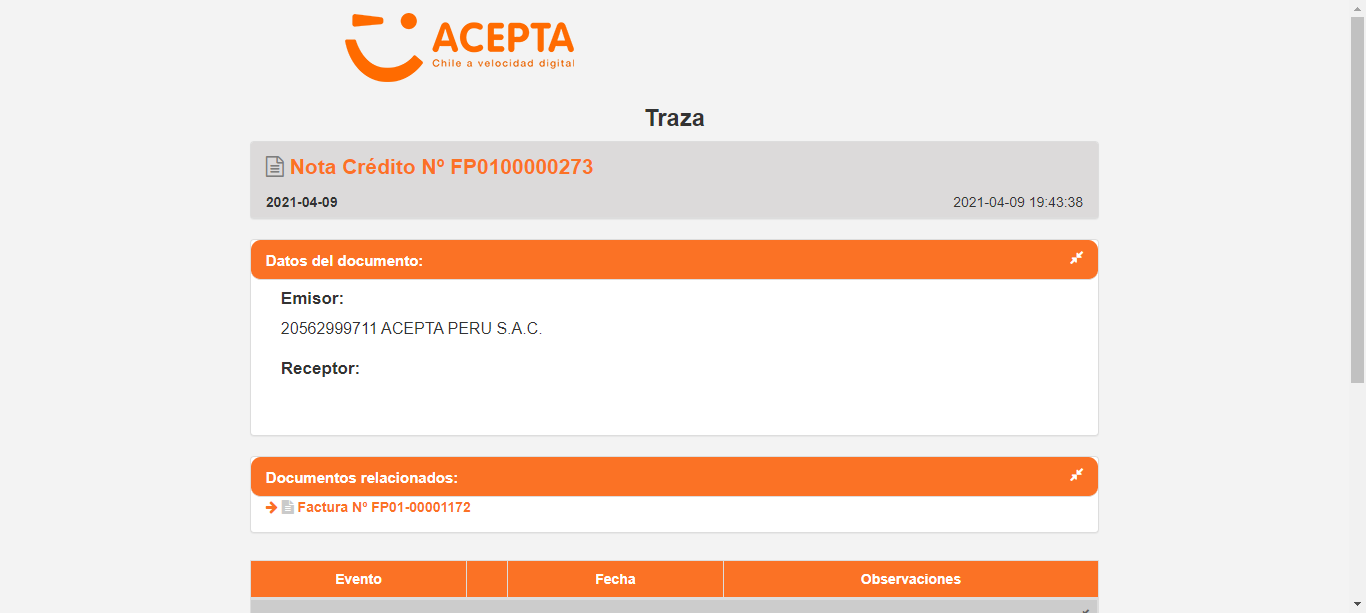 ACEPTA
Chile a velocidad digital
Traza
Nota Crédito Nº FP0100000273
2021-04-09 2021-04-09 19:43:38
Datos del documento:
Emisor:
20562999711 ACEPTA PERU S.A.C.
Receptor:
Documentos relacionados:
Factura Nº FP01-00001172
Evento Fecha Observaciones